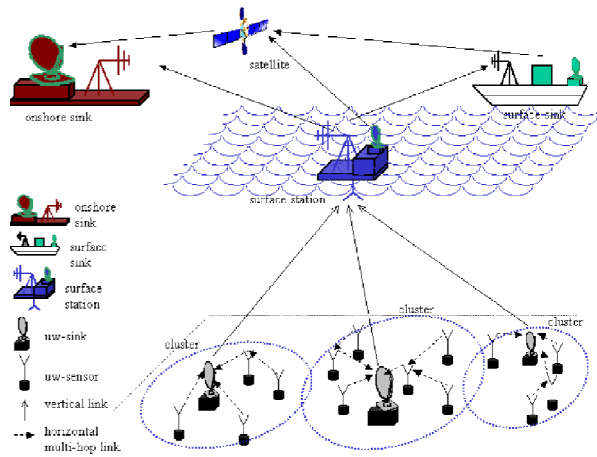 satellite
onshore sink
surface sink
surface station
onshore
sink
surface
sink
surface
station
uw-sink
uw-sensor
vertical link
horizontal
multi-hop link
cluster
cluster
cluster